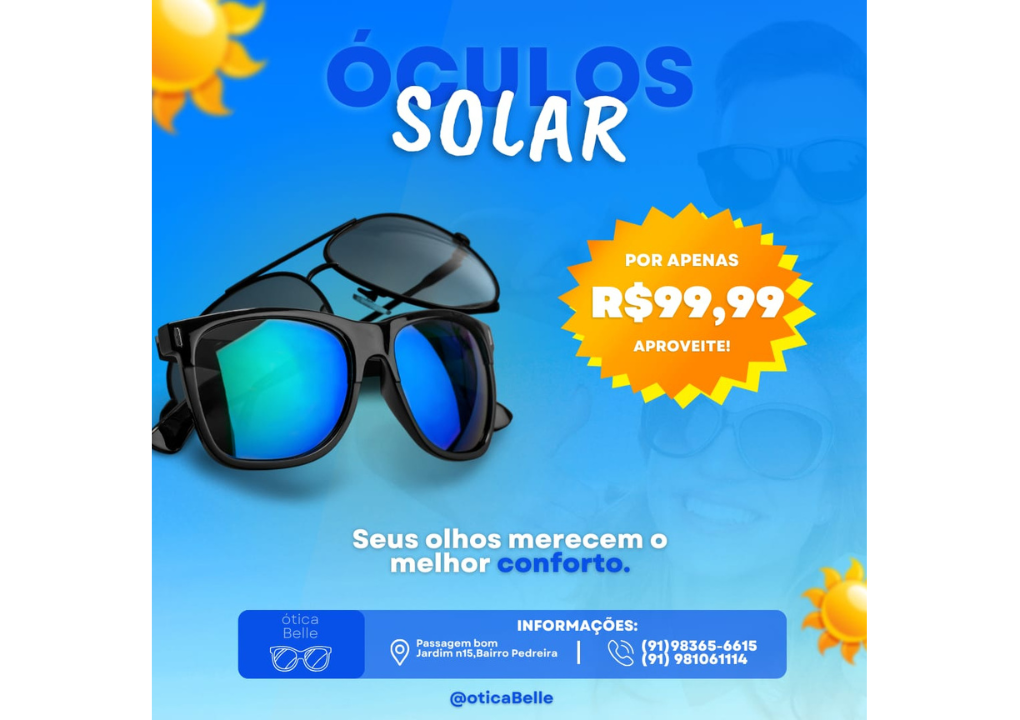 ÓCULOS
SOLAR
POR APENAS
R$99,99
APROVEITE!
Seus olhos merecem o
melhor conforto.
ótica
Belle
INFORMAÇÕES:
Passagem bom
Jardim n15,Bairro Pedreira
(91)98365-6615
(91) 981061114
@oticaBelle